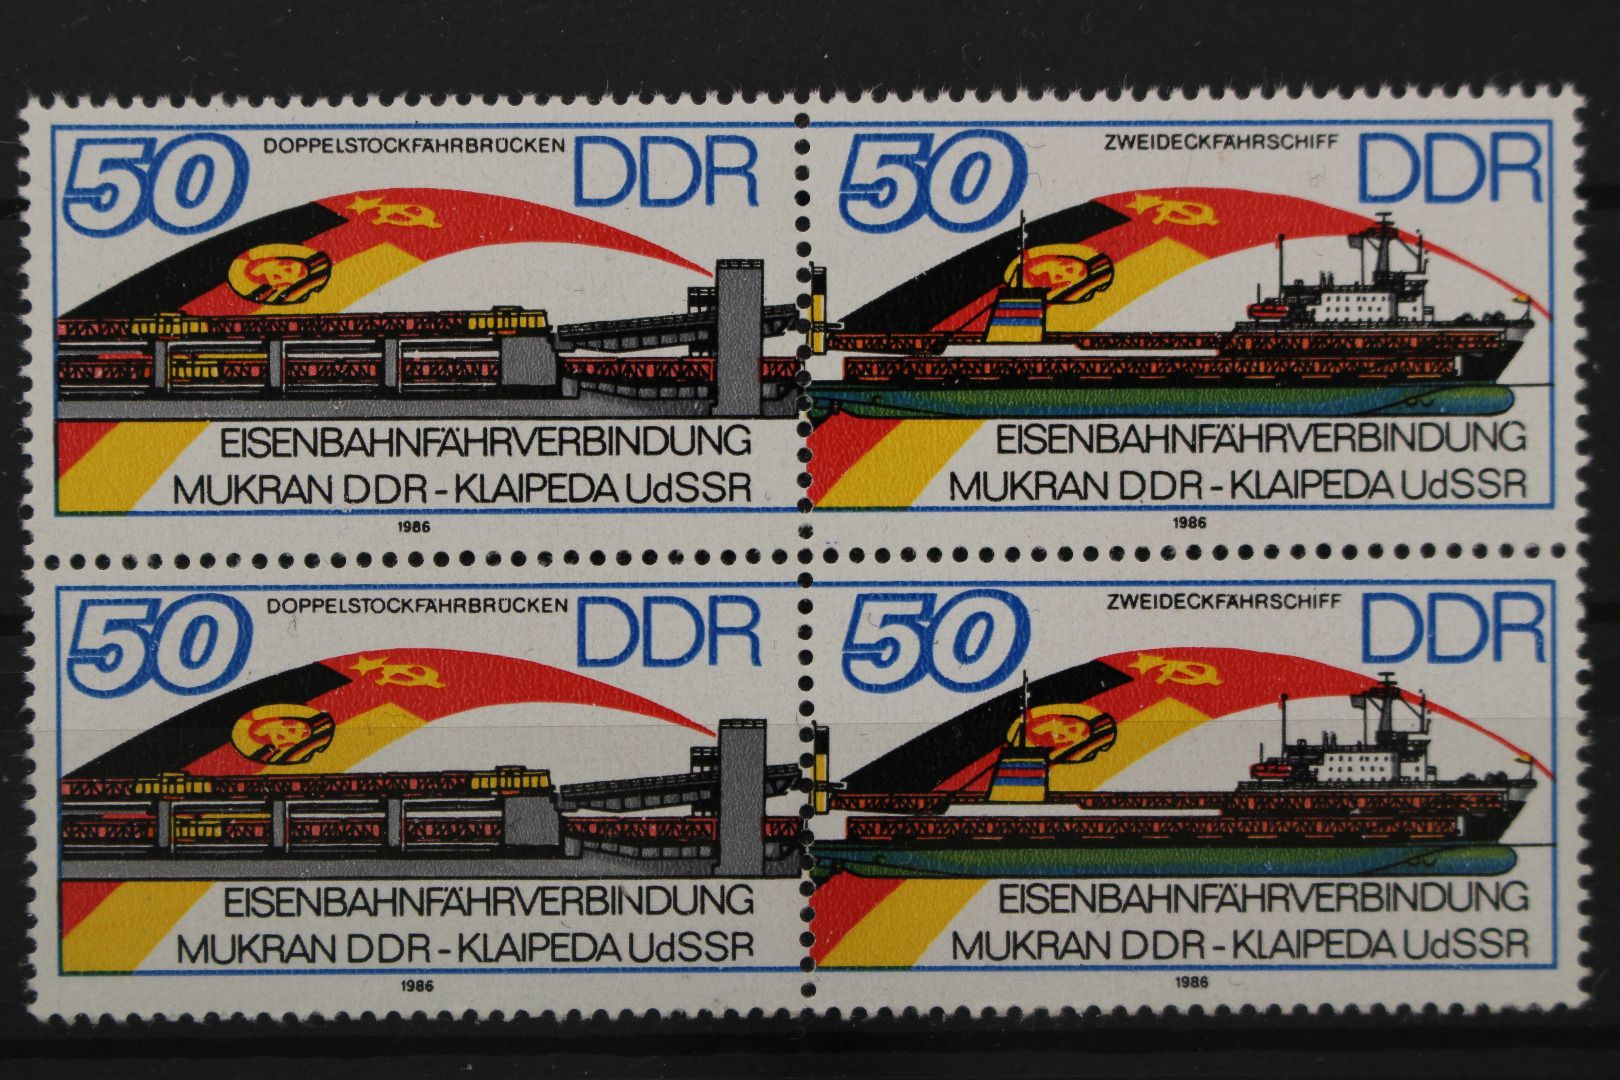 50 DOPPELSTOCKFÄHRBRÜCKEN DDR
EISENBAHNFÄHRVERBINDUNG
MUKRAN DDR - KLAIPEDA UdSSR
1986
50 ZWEIDECKFÄHRSCHIFF DDR
EISENBAHNFÄHRVERBINDUNG
MUKRAN DDR - KLAIPEDA UdSSR
1986
50 DOPPELSTOCKFÄHRBRÜCKEN DDR
EISENBAHNFÄHRVERBINDUNG
MUKRAN DDR - KLAIPEDA UdSSR
1986
50 ZWEIDECKFÄHRSCHIFF DDR
EISENBAHNFÄHRVERBINDUNG
MUKRAN DDR - KLAIPEDA UdSSR
1986